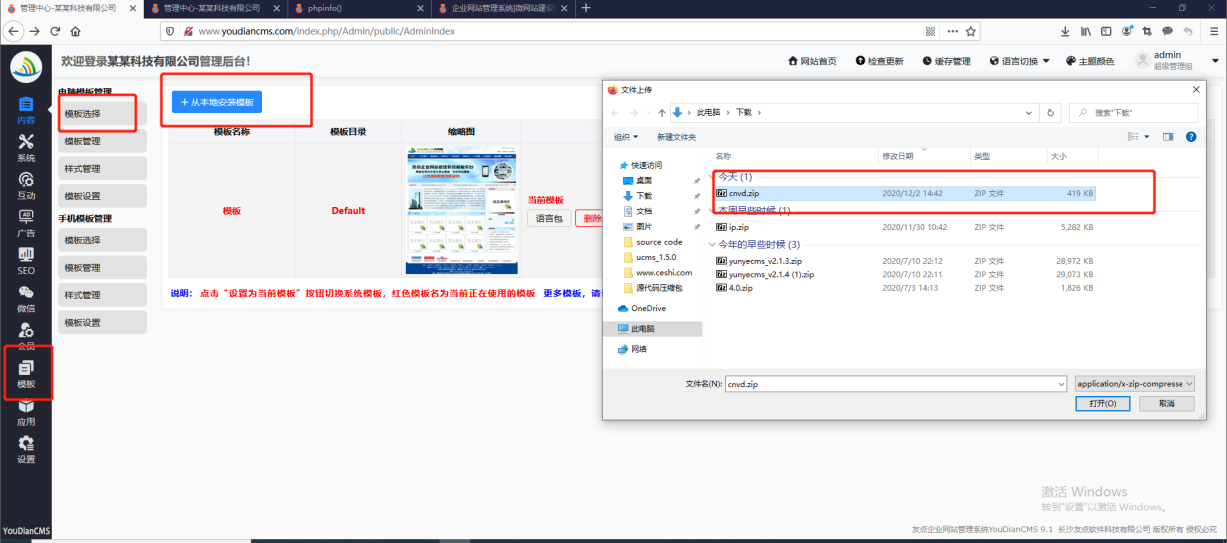 管理中心-某某科技有限公司
管理中心-某某科技有限公司
phpinfo()
企业网站管理系统|微网站建设
www.youdiancms.com/index.php/Admin/public/AdminIndex
欢迎登录某某科技有限公司管理后台!
网站首页
检查更新
缓存管理
语言切换
主题颜色
admin
超级管理组
内容
系统
互动
AD
广告
SEO
微信
会员
模板
应用
设置
YouDianCMS
电脑模板管理
模板选择
模板管理
样式管理
模板设置
手机模板管理
模板选择
模板管理
样式管理
模板设置
+ 从本地安装模板
模板名称
模板目录
缩略图
模板
Default
当前模板
语言包
删除
说明: 点击“设置为当前模板”按钮切换系统模板，红色模板名为当前正在使用的模板 更多模板，请
文件上传
此电脑 › 下载 ›
搜索"下载"
组织
新建文件夹
快速访问
桌面
下载
文档
图片
source code
ucms_1.5.0
www.ceshi.com
源代码压缩包
OneDrive
此电脑
网络
名称
修改日期
类型
大小
今天 (1)
cnvd.zip 2020/12/2 14:42 ZIP 文件 419 KB
本周早些时候 (1)
ip.zip 2020/11/30 10:42 ZIP 文件 5,282 KB
今年的早些时候 (3)
yunyecms_v2.1.3.zip 2020/7/10 22:12 ZIP 文件 28,972 KB
yunyecms_v2.1.4 (1).zip 2020/7/10 22:11 ZIP 文件 29,073 KB
4.0.zip 2020/7/3 14:13 ZIP 文件 1,826 KB
文件名(N):
cnvd.zip
application/x-zip-compresse
打开(O)
取消
激活 Windows
转到"设置"以激活 Windows。
友点企业网站管理系统YouDianCMS 9.1 长沙友点软件科技有限公司 版权所有 侵权必究